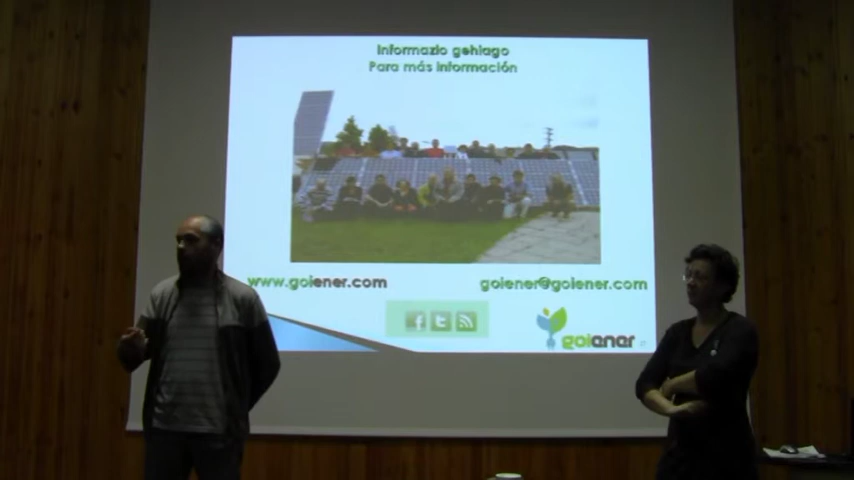 Informazio gehiago
Para más información
www.goiener.com
goiener@goiener.com
goiener